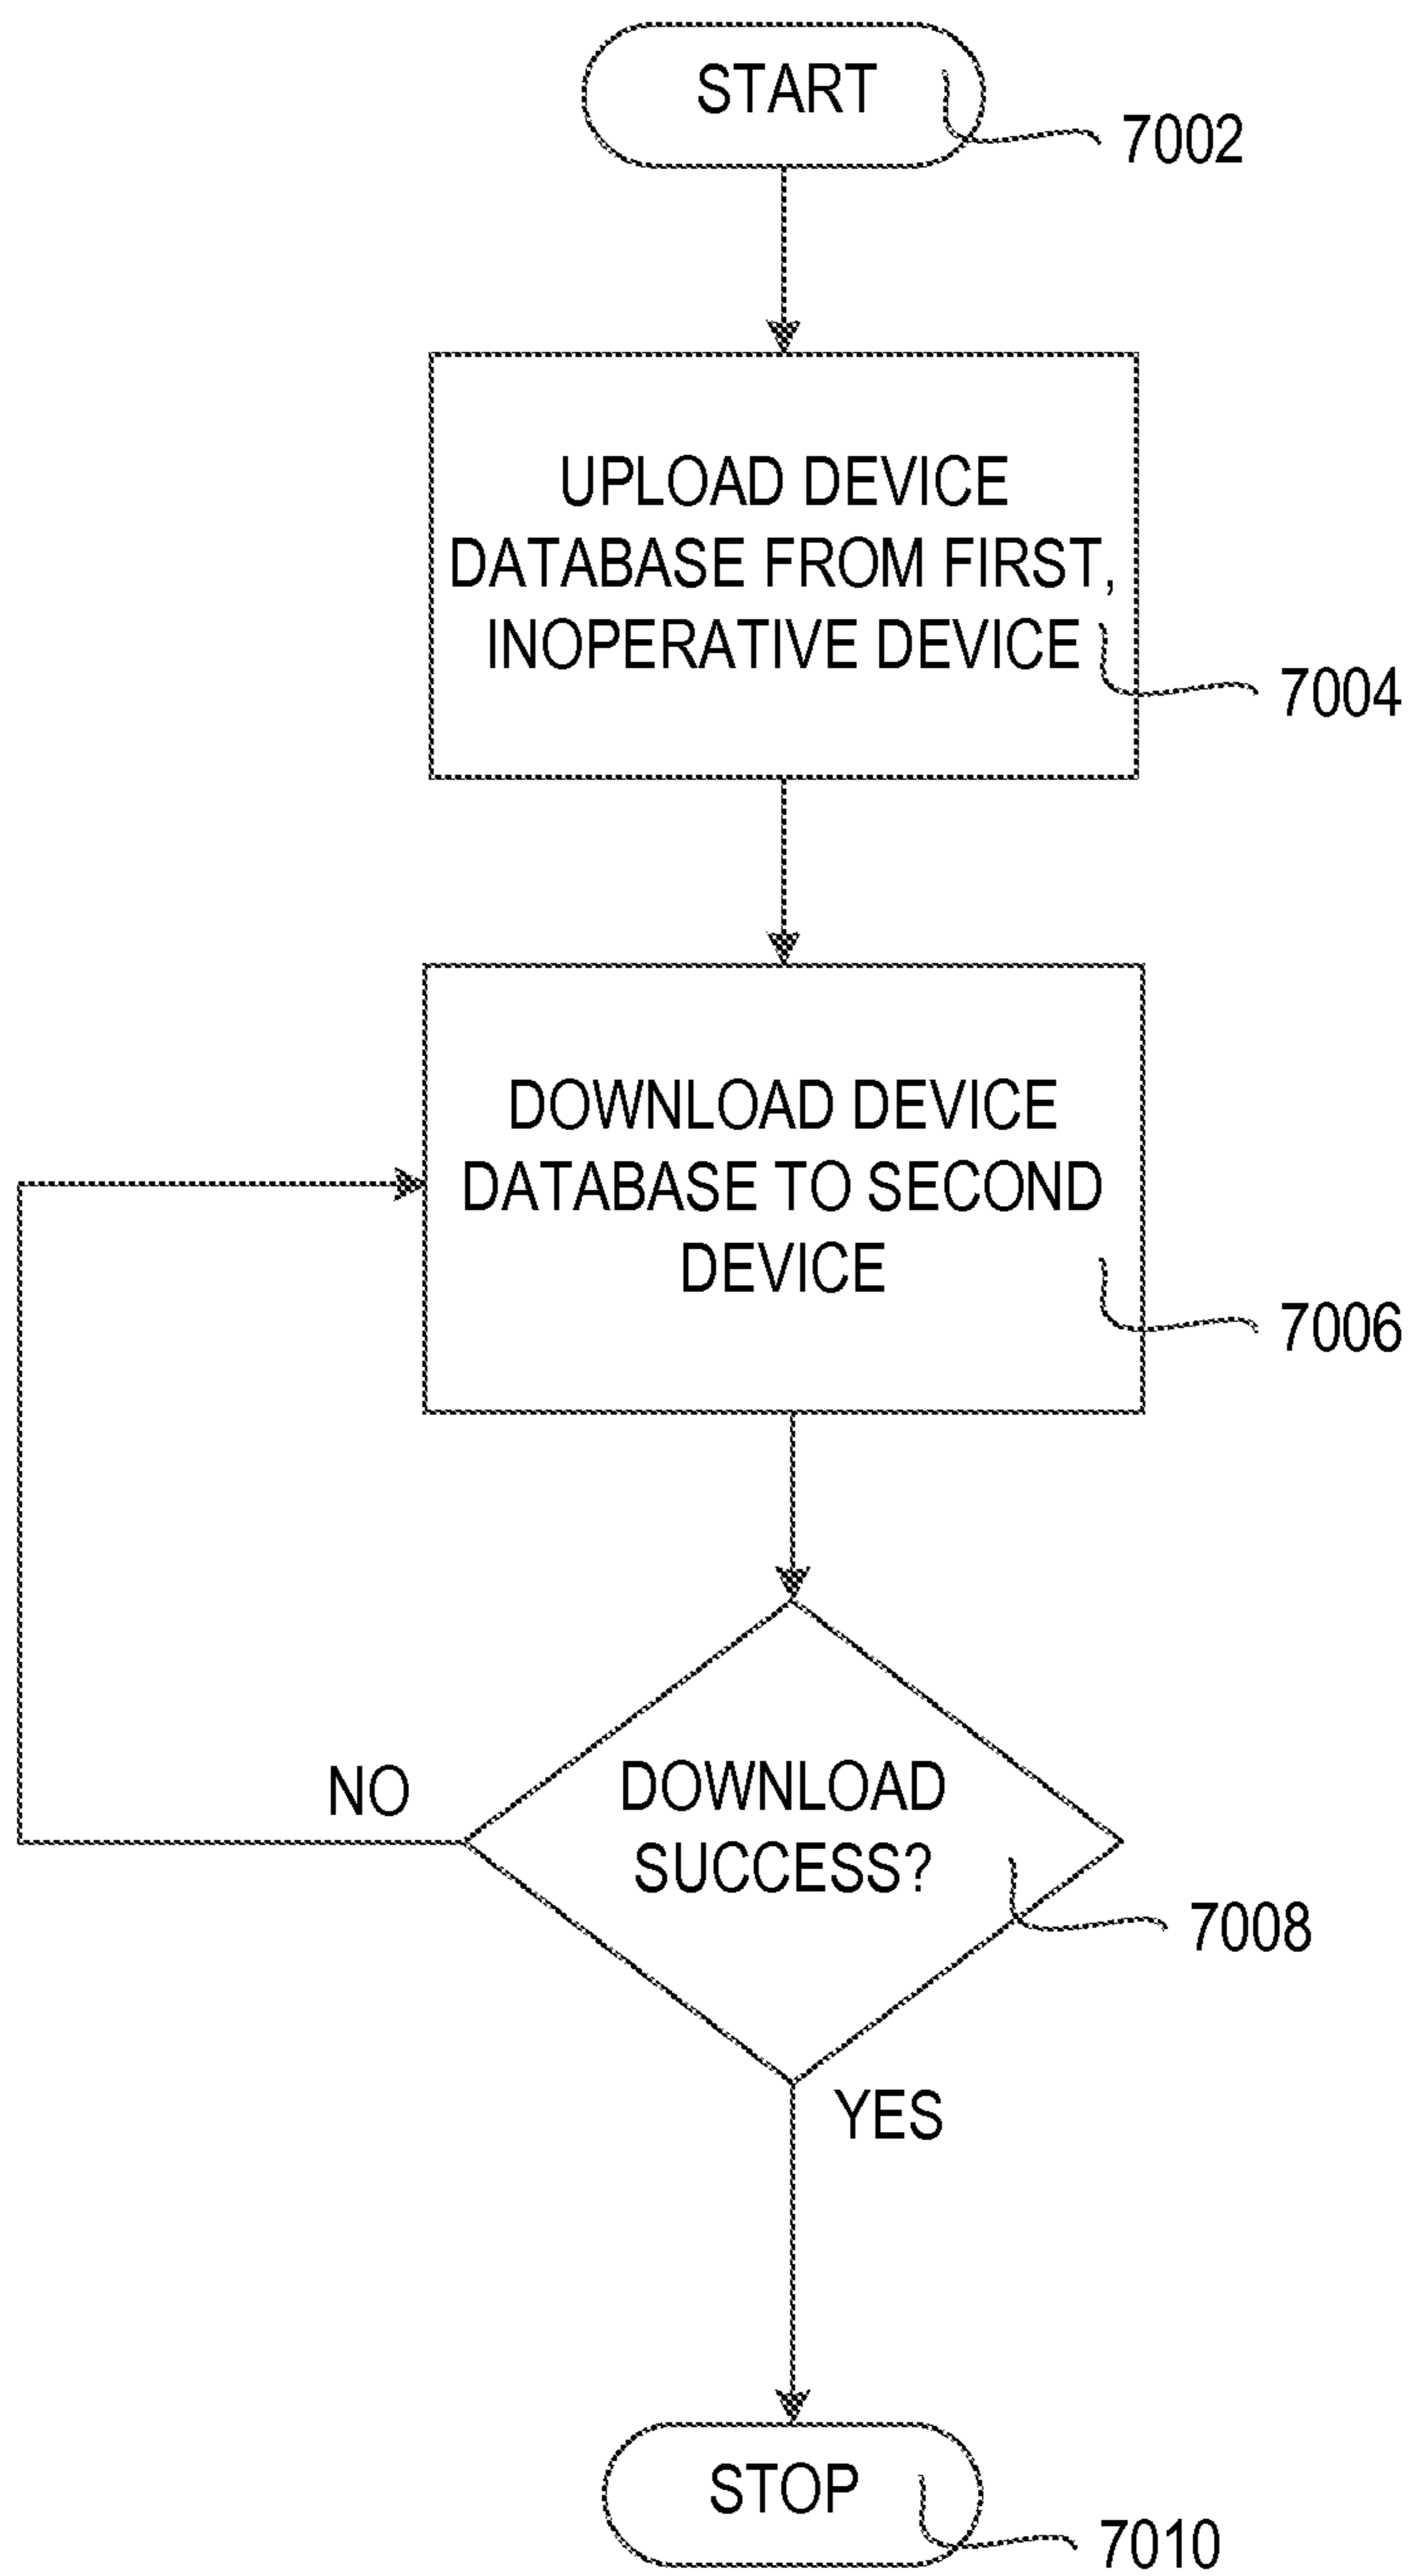 START
7002
UPLOAD DEVICE
DATABASE FROM FIRST,
INOPERATIVE DEVICE
7004
DOWNLOAD DEVICE
DATABASE TO SECOND
DEVICE
7006
NO
DOWNLOAD
SUCCESS?
7008
YES
STOP
7010